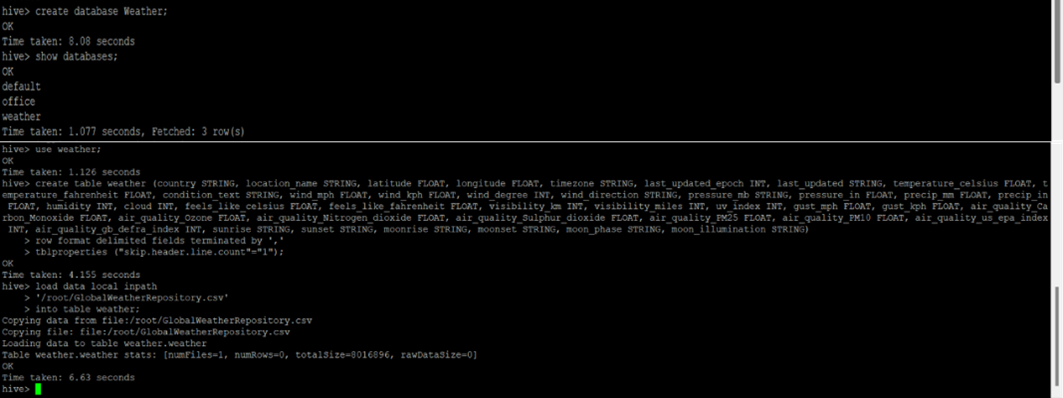 hive> create database Weather;
OK
Time taken: 8.08 seconds
hive> show databases;
OK
default
office
weather
Time taken: 1.077 seconds, Fetched: 3 row(s)
hive> use weather;
OK
Time taken: 1.126 seconds
hive> create table weather (country STRING, location_name STRING, latitude FLOAT, longitude FLOAT, timezone STRING, last_updated_epoch INT, last_updated STRING, temperature_celsius FLOAT, t
emperature_fahrenheit FLOAT, condition_text STRING, wind_mph FLOAT, wind_kph FLOAT, wind_degree INT, wind_direction STRING, pressure_mb STRING, pressure_in FLOAT, precip_mm FLOAT, precip_in
 FLOAT, humidity INT, cloud INT, feels_like_celsius FLOAT, feels_like_fahrenheit FLOAT, visibility_km INT, visibility_miles INT, uv_index INT, gust_mph FLOAT, gust_kph FLOAT, air_quality_Ca
rbon_Monoxide FLOAT, air_quality_Ozone FLOAT, air_quality_Nitrogen_dioxide FLOAT, air_quality_Sulphur_dioxide FLOAT, air_quality_PM25 FLOAT, air_quality_PM10 FLOAT, air_quality_us_epa_index
 INT, air_quality_gb_defra_index INT, sunrise STRING, sunset STRING, moonrise STRING, moonset STRING, moon_phase STRING, moon_illumination STRING)
> row format delimited fields terminated by ','
> tblproperties ("skip.header.line.count"="1");
OK
Time taken: 4.155 seconds
hive> load data local inpath
> '/root/GlobalWeatherRepository.csv'
> into table weather;
Copying data from file:/root/GlobalWeatherRepository.csv
Copying file: file:/root/GlobalWeatherRepository.csv
Loading data to table weather.weather
Table weather.weather stats: [numFiles=1, numRows=0, totalSize=8016896, rawDataSize=0]
OK
Time taken: 6.63 seconds
hive>